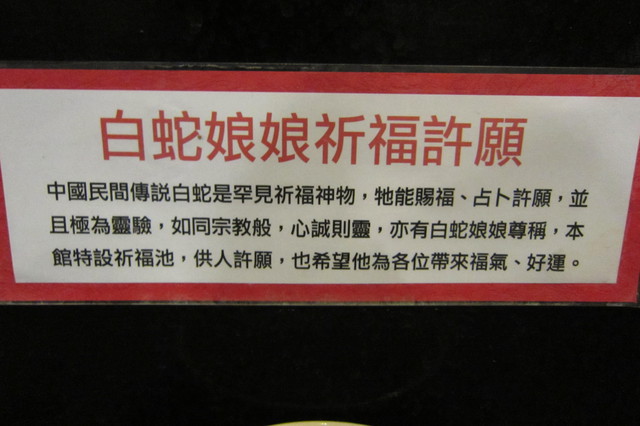 白蛇娘娘祈福許願
中國民間傳說白蛇是罕見祈福神物，牠能賜福、占卜許願，並
且極為靈驗，如同宗教般，心誠則靈，亦有白蛇娘娘尊稱，本
館特設祈福池，供人許願，也希望他為各位帶來福氣、好運。